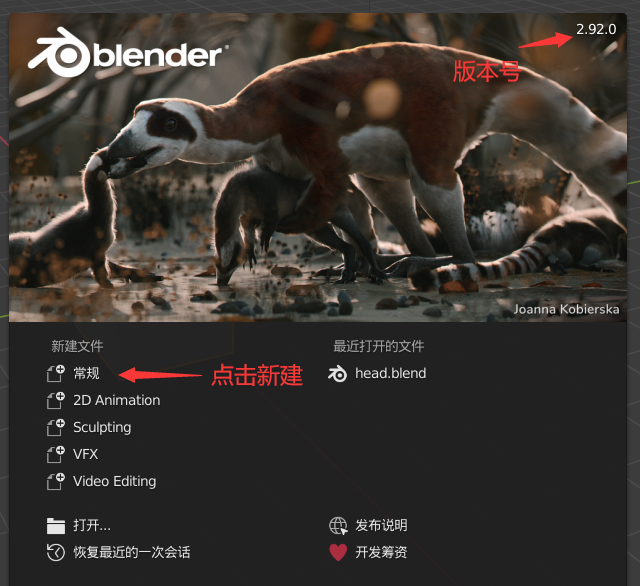 blender
2.92.0
版本号
Joanna Kobierska
新建文件
最近打开的文件
常规
点击新建
head.blend
2D Animation
Sculpting
VFX
Video Editing
打开...
发布说明
恢复最近的一次会话
开发筹资